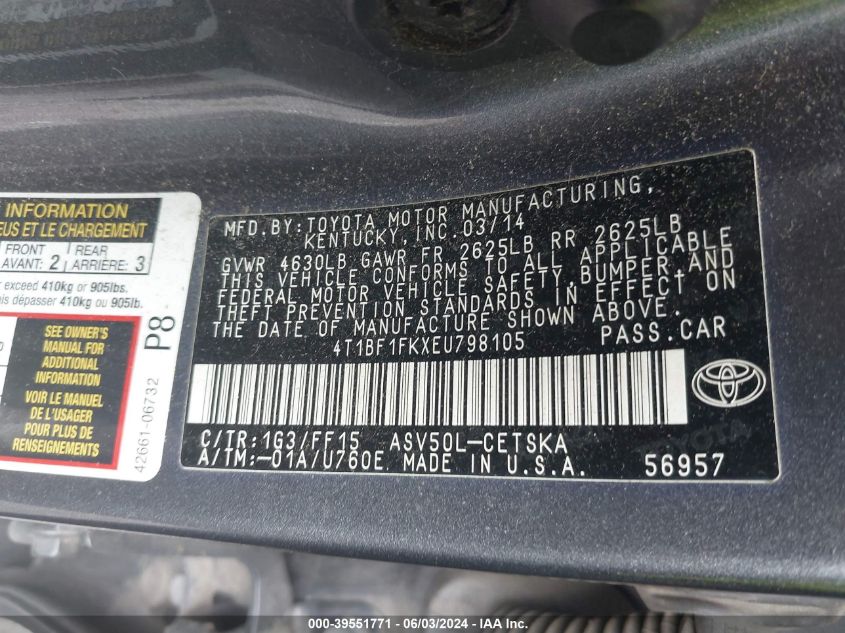 INFORMATION
EUS ET LE CHARGEMENT
FRONT
AVANT: 2
REAR
ARRIÈRE: 3
r exceed 410kg or 905lbs.
s dépasser 410kg ou 905lb.
SEE OWNER'S
MANUAL FOR
ADDITIONAL
INFORMATION
VOIR LE MANUEL
DE L'USAGER
POUR PLUS DE
RENSEIGNEMENTS
P8
42661-06732
MFD.BY:TOYOTA MOTOR MANUFACTURING,
KENTUCKY, INC.03/14
GVWR 4630LB GAWR FR 2625LB RR 2625LB
THIS VEHICLE CONFORMS TO ALL APPLICABLE
FEDERAL MOTOR VEHICLE SAFETY,BUMPER,AND
THEFT PREVENTION STANDARDS IN EFFECT ON
THE DATE OF MANUFACTURE SHOWN ABOVE.
4T1BF1FKXEU798105 PASS.CAR
C/TR:1G3/FF15 ASV50L-CETSKA
A/TM:-01A/U760E MADE IN U.S.A.
56957
000-39551771 - 06/03/2024 - IAA Inc.